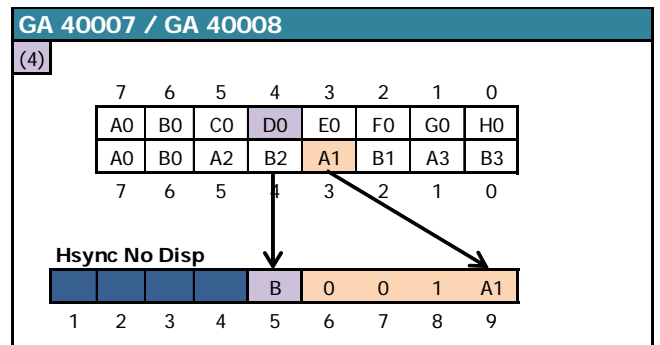 GA 40007 / GA 40008
(4)
7 6 5 4 3 2 1 0
A0 B0 C0 D0 E0 F0 G0 H0
A0 B0 A2 B2 A1 B1 A3 B3
7 6 5 4 3 2 1 0
Hsync No Disp
B 0 0 1 A1
1 2 3 4 5 6 7 8 9